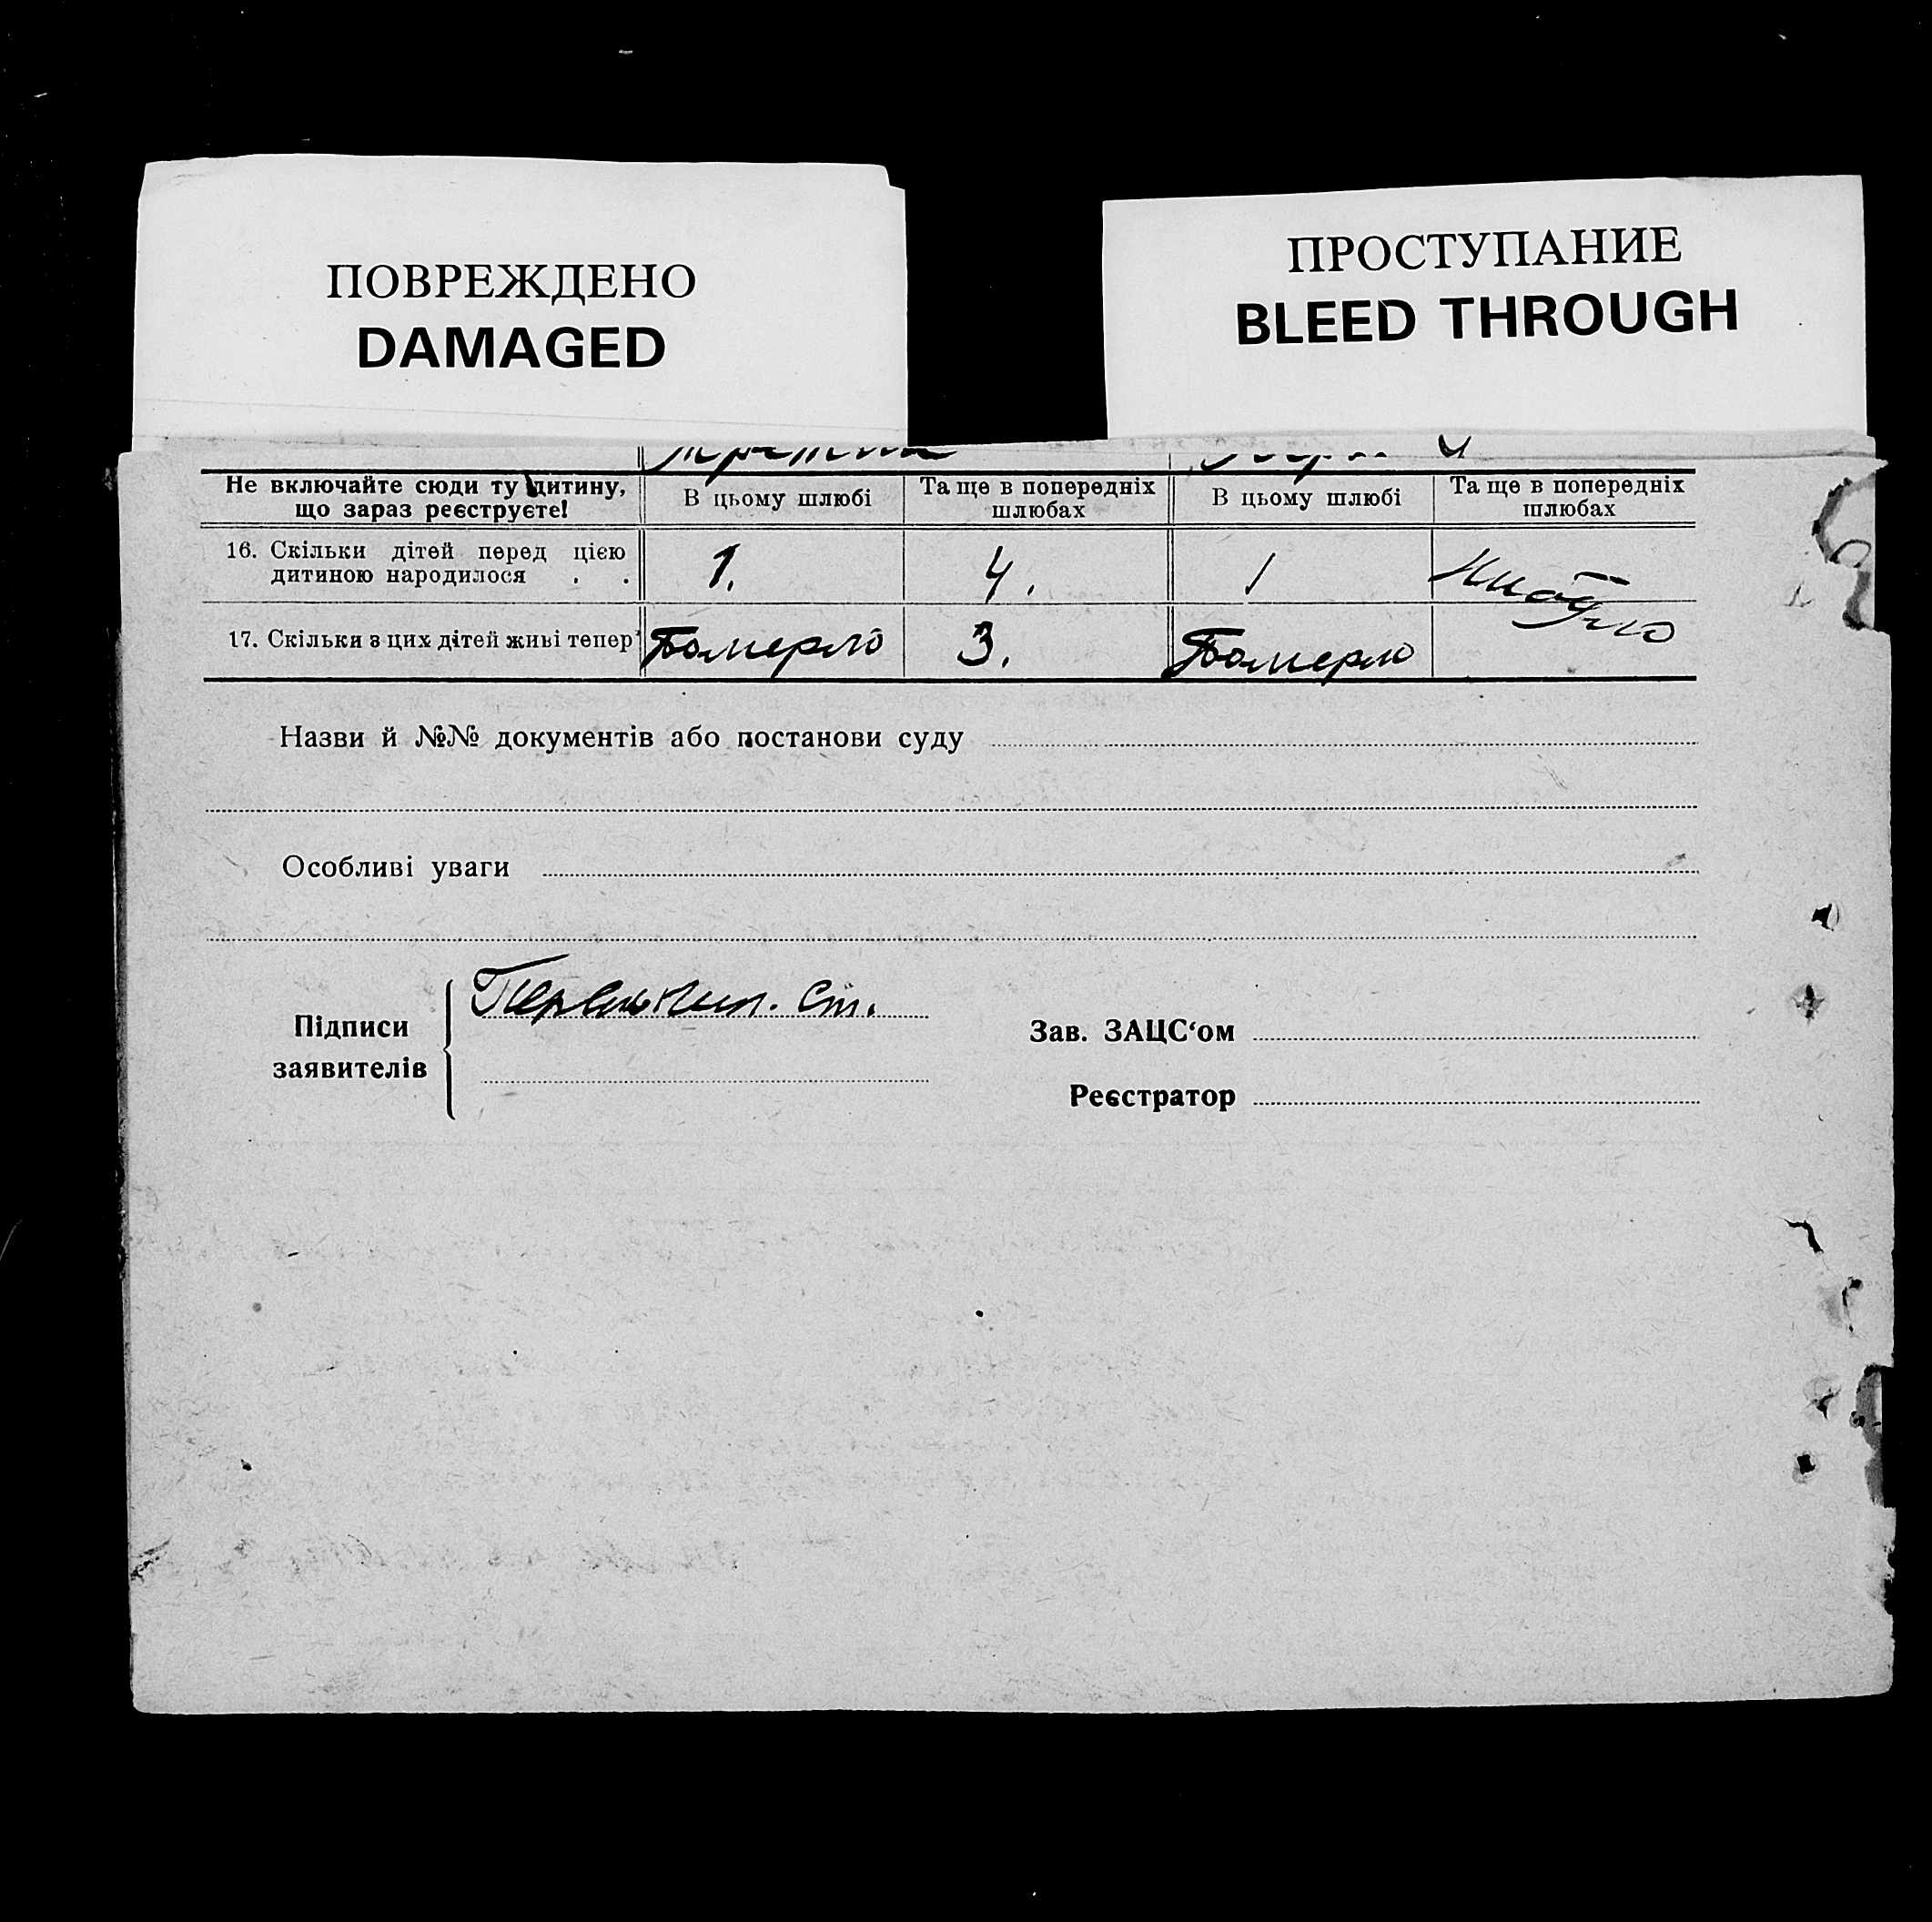 ПОВРЕЖДЕНО
DAMAGED
ПРОСТУПАНИЕ
BLEED THROUGH
Не включайте сюди ту дитину,
що зараз реєструєте!
В цьому шлюбі
Та ще в попередніх
шлюбах
В цьому шлюбі
Та ще в попередніх
шлюбах
16. Скільки дітей перед цією
дитиною народилося . .
1.
4.
1
17. Скільки з цих дітей живі тепер
Померло
3.
Померло
Назви й №№ документів або постанови суду
Особливі уваги
Підписи
заявителів
Зав. ЗАЦС‘ом
Реєстратор